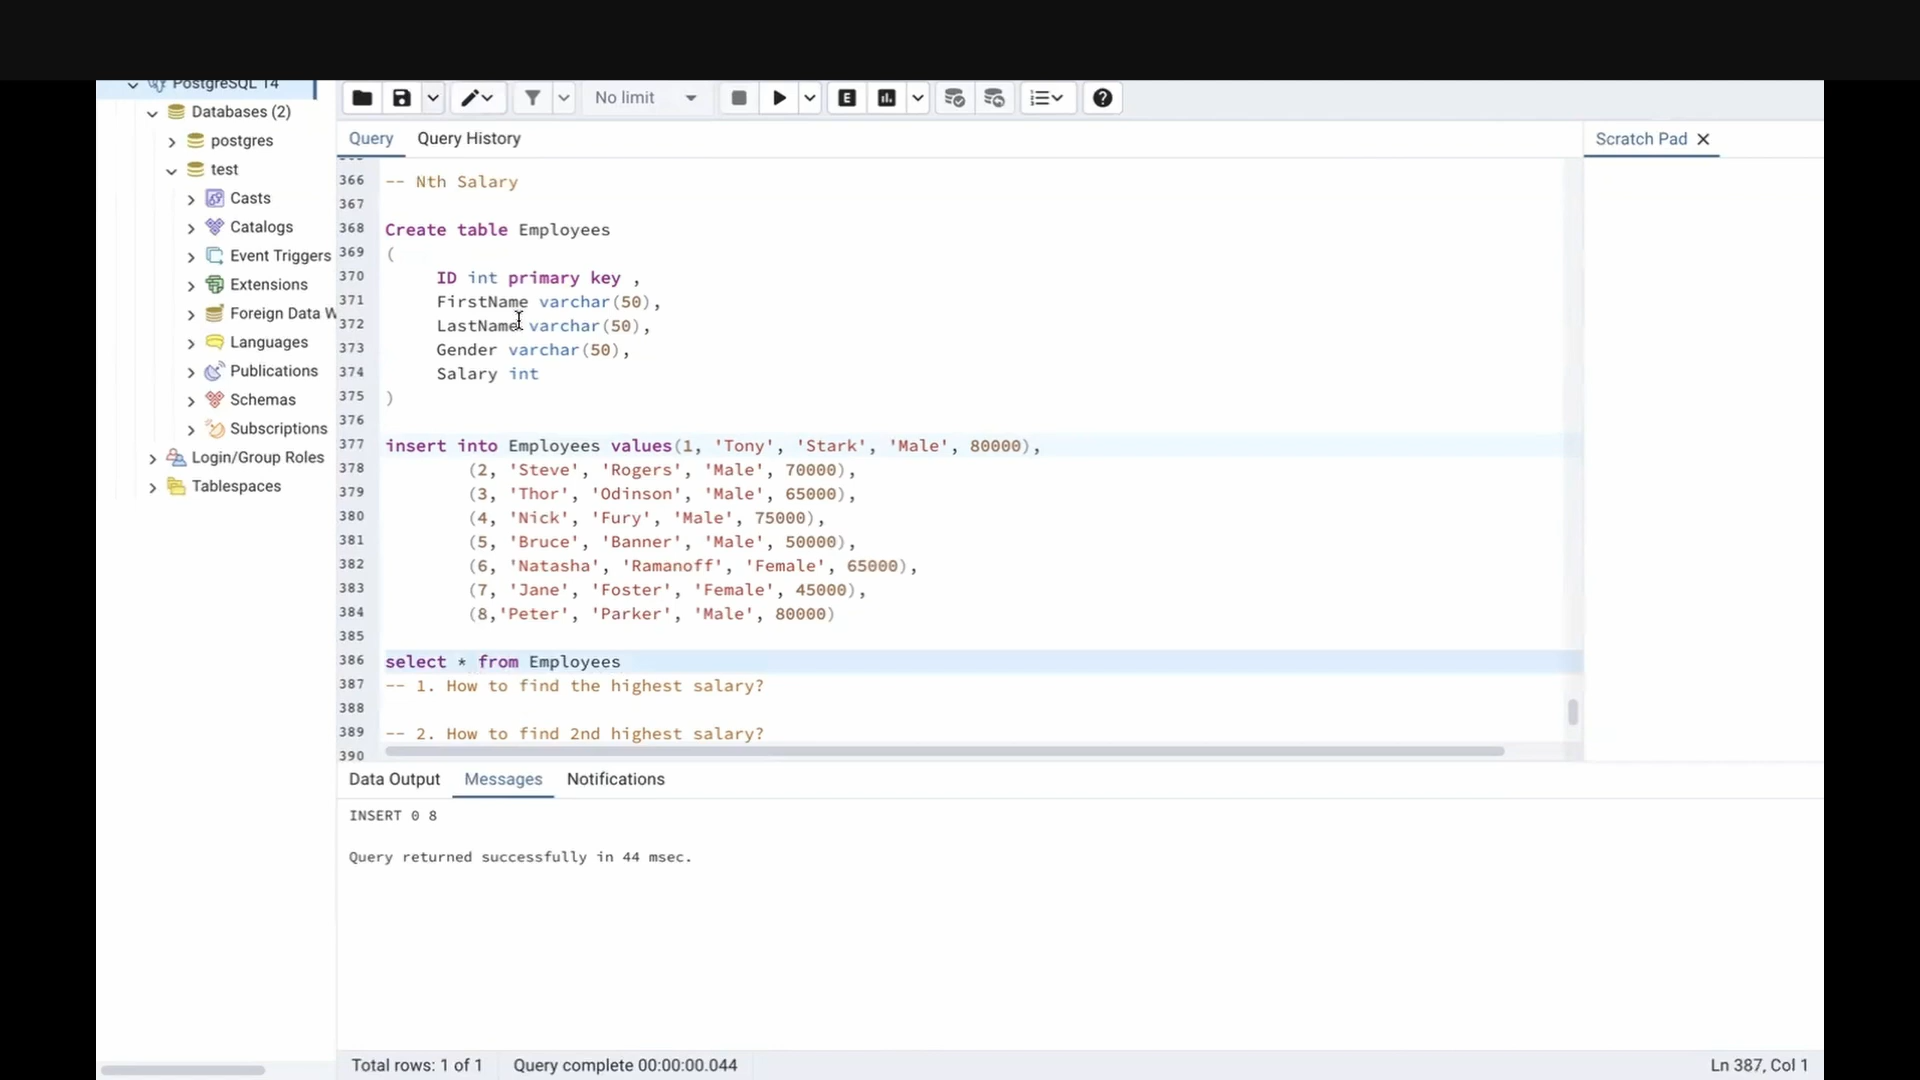 PostgreSQL 14
Databases (2)
postgres
test
Casts
Catalogs
Event Triggers
Extensions
Foreign Data W
Languages
Publications
Schemas
Subscriptions
Login/Group Roles
Tablespaces
No limit
E
Query
Query History
Scratch Pad
366 -- Nth Salary
367
368 Create table Employees
369 (
370 ID int primary key ,
371 FirstName varchar(50),
372 LastName varchar(50),
373 Gender varchar(50),
374 Salary int
375 )
376
377 insert into Employees values(1, 'Tony', 'Stark', 'Male', 80000),
378 (2, 'Steve', 'Rogers', 'Male', 70000),
379 (3, 'Thor', 'Odinson', 'Male', 65000),
380 (4, 'Nick', 'Fury', 'Male', 75000),
381 (5, 'Bruce', 'Banner', 'Male', 50000),
382 (6, 'Natasha', 'Ramanoff', 'Female', 65000),
383 (7, 'Jane', 'Foster', 'Female', 45000),
384 (8,'Peter', 'Parker', 'Male', 80000)
385
386 select * from Employees
387 -- 1. How to find the highest salary?
388
389 -- 2. How to find 2nd highest salary?
390
Data Output
Messages
Notifications
INSERT 0 8
Query returned successfully in 44 msec.
Total rows: 1 of 1
Query complete 00:00:00.044
Ln 387, Col 1